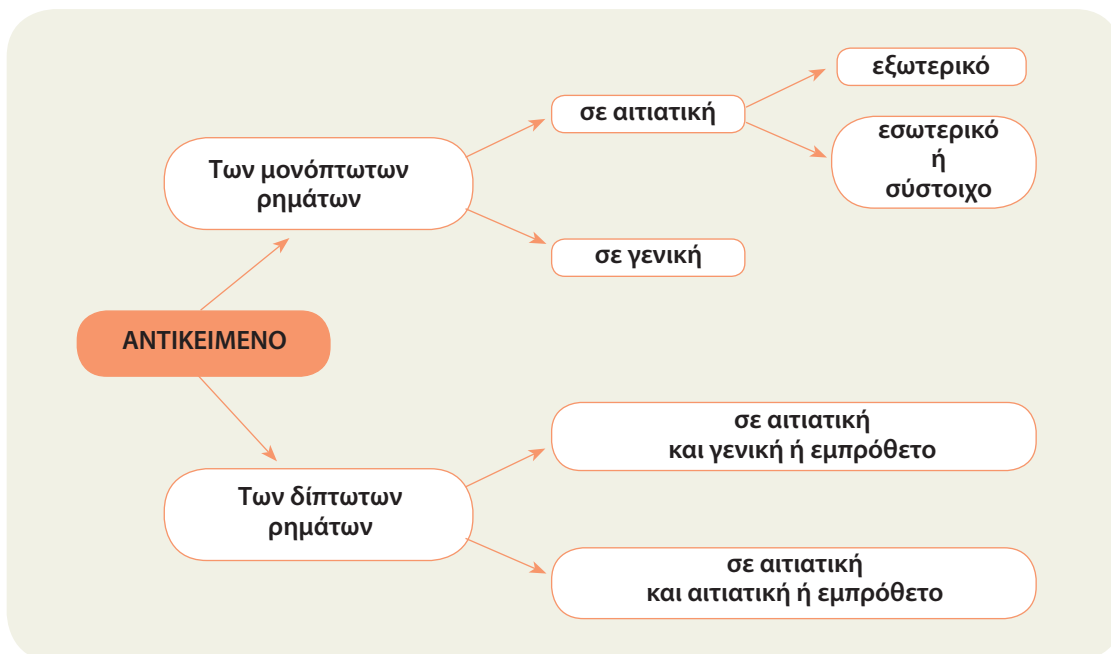 εξωτερικό
σε αιτιατική
εσωτερικό
ή
σύστοιχο
Των μονόπτωτων
ρημάτων
σε γενική
ΑΝΤΙΚΕΙΜΕΝΟ
σε αιτιατική
και γενική ή εμπρόθετο
Των δίπτωτων
ρημάτων
σε αιτιατική
και αιτιατική ή εμπρόθετο